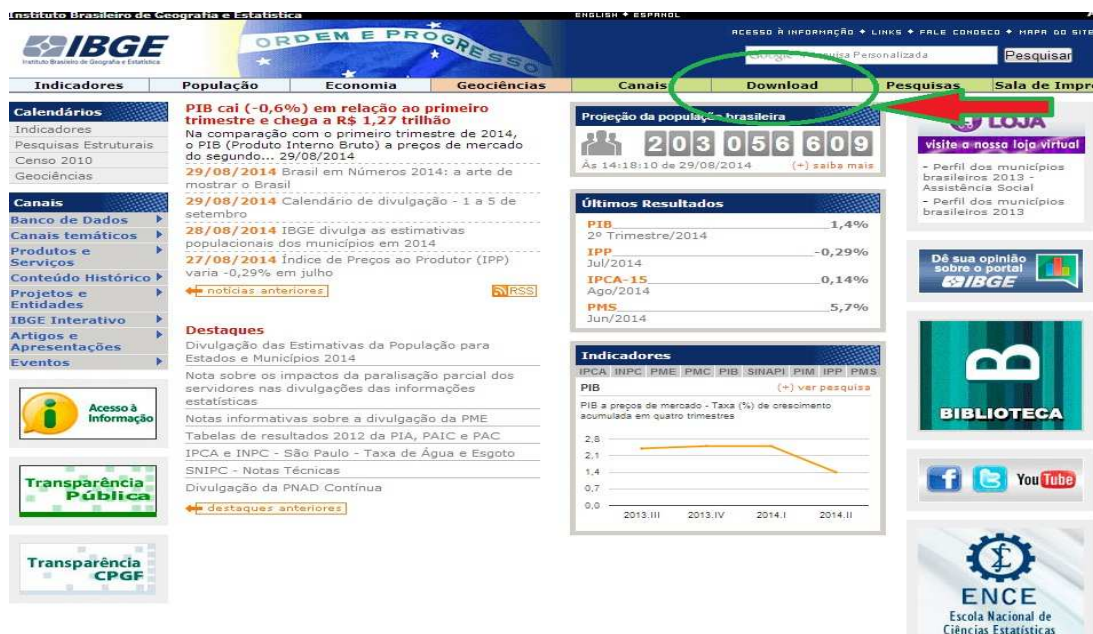 Instituto Brasileiro de Geografia e Estatística
ENGLISH ESPAÑOL
IBGE
Instituto Brasileiro de Geografia e Estatística
ORDEM E PROGRESSO
ACESSO À INFORMAÇÃO LINKS FALE CONOSCO MAPA DO SITE
Google Pesquisa Personalizada
Pesquisar
Indicadores População Economia Geociências Canais Download Pesquisas Sala de Impre
Calendários
Indicadores
Pesquisas Estruturais
Censo 2010
Geociências
Canais
Banco de Dados
Canais temáticos
Produtos e
Serviços
Conteúdo Histórico
Projetos e
Entidades
IBGE Interativo
Artigos e
Apresentações
Eventos
Acesso à
Informação
Transparência
Pública
Transparência
CPGF
PIB cai (-0,6%) em relação ao primeiro
trimestre e chega a R$ 1,27 trilhão
Na comparação com o primeiro trimestre de 2014,
o PIB (Produto Interno Bruto) a preços de mercado
do segundo... 29/08/2014
29/08/2014 Brasil em Números 2014: a arte de
mostrar o Brasil
29/08/2014 Calendário de divulgação - 1 a 5 de
setembro
28/08/2014 IBGE divulga as estimativas
populacionais dos municípios em 2014
27/08/2014 Índice de Preços ao Produtor (IPP)
varia -0,29% em julho
notícias anteriores
RSS
Destaques
Divulgação das Estimativas da População para
Estados e Municípios 2014
Nota sobre os impactos da paralisação parcial dos
servidores nas divulgações das informações
estatísticas
Notas informativas sobre a divulgação da PME
Tabelas de resultados 2012 da PIA, PAIC e PAC
IPCA e INPC - São Paulo - Taxa de Água e Esgoto
SNIPC - Notas Técnicas
Divulgação da PNAD Contínua
destaques anteriores
Projeção da população brasileira
203 056 609
Às 14:18:10 de 29/08/2014 (+) saiba mais
Últimos Resultados
PIB 1,4%
2º Trimestre/2014
IPP -0,29%
Jul/2014
IPCA-15 0,14%
Ago/2014
PMS 5,7%
Jun/2014
Indicadores
IPCA INPC PME PMC PIB SINAPI PIM IPP PMS
PIB (+) ver pesquisa
PIB a preços de mercado - Taxa (%) de crescimento
acumulada em quatro trimestres
2,8
2,1
1,4
0,7
0,0
2013.III 2013.IV 2014.I 2014.II
LOJA
visite a nossa loja virtual
- Perfil dos municípios
brasileiros 2013 -
Assistência Social
- Perfil dos municípios
brasileiros 2013
Dê sua opinião
sobre o portal
IBGE
BIBLIOTECA
You Tube
ENCE
Escola Nacional de
Ciências Estatísticas